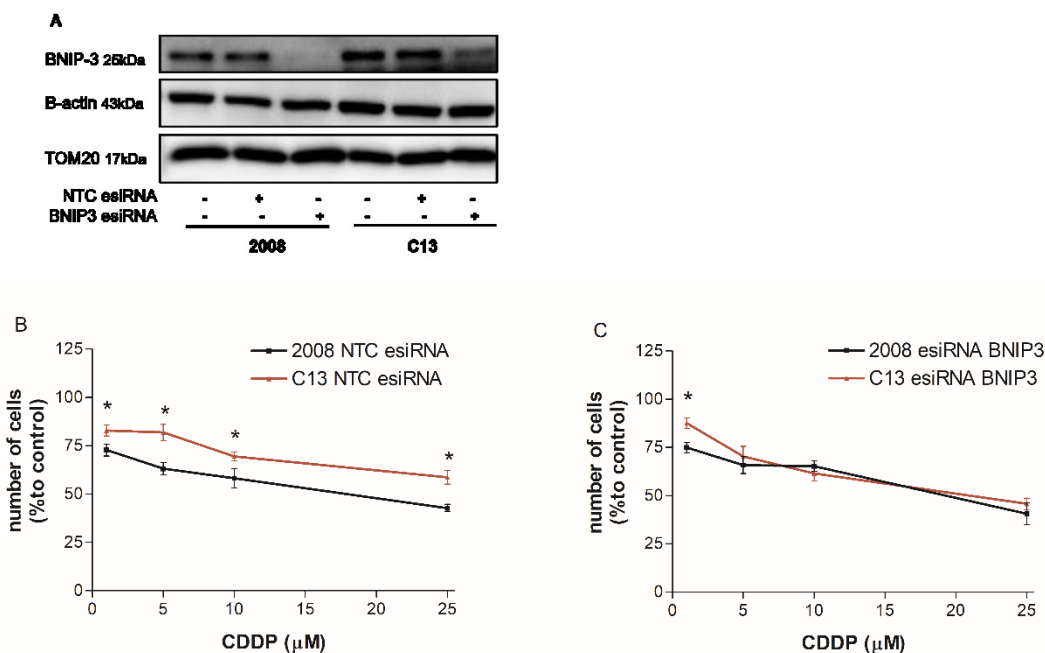 A
BNIP-3 25kDa
B-actin 43kDa
TOM20 17kDa
NTC esiRNA - + - - + -
BNIP3 esiRNA - - + - - +
2008 C13
B
2008 NTC esiRNA
C13 NTC esiRNA
number of cells
(%to control)
125
100
75
50
25
0
* * * *
0 5 10 15 20 25
CDDP (μM)
C
2008 esiRNA BNIP3
C13 esiRNA BNIP3
number of cells
(%to control)
125
100
75
50
25
0
*
0 5 10 15 20 25
CDDP (μM)